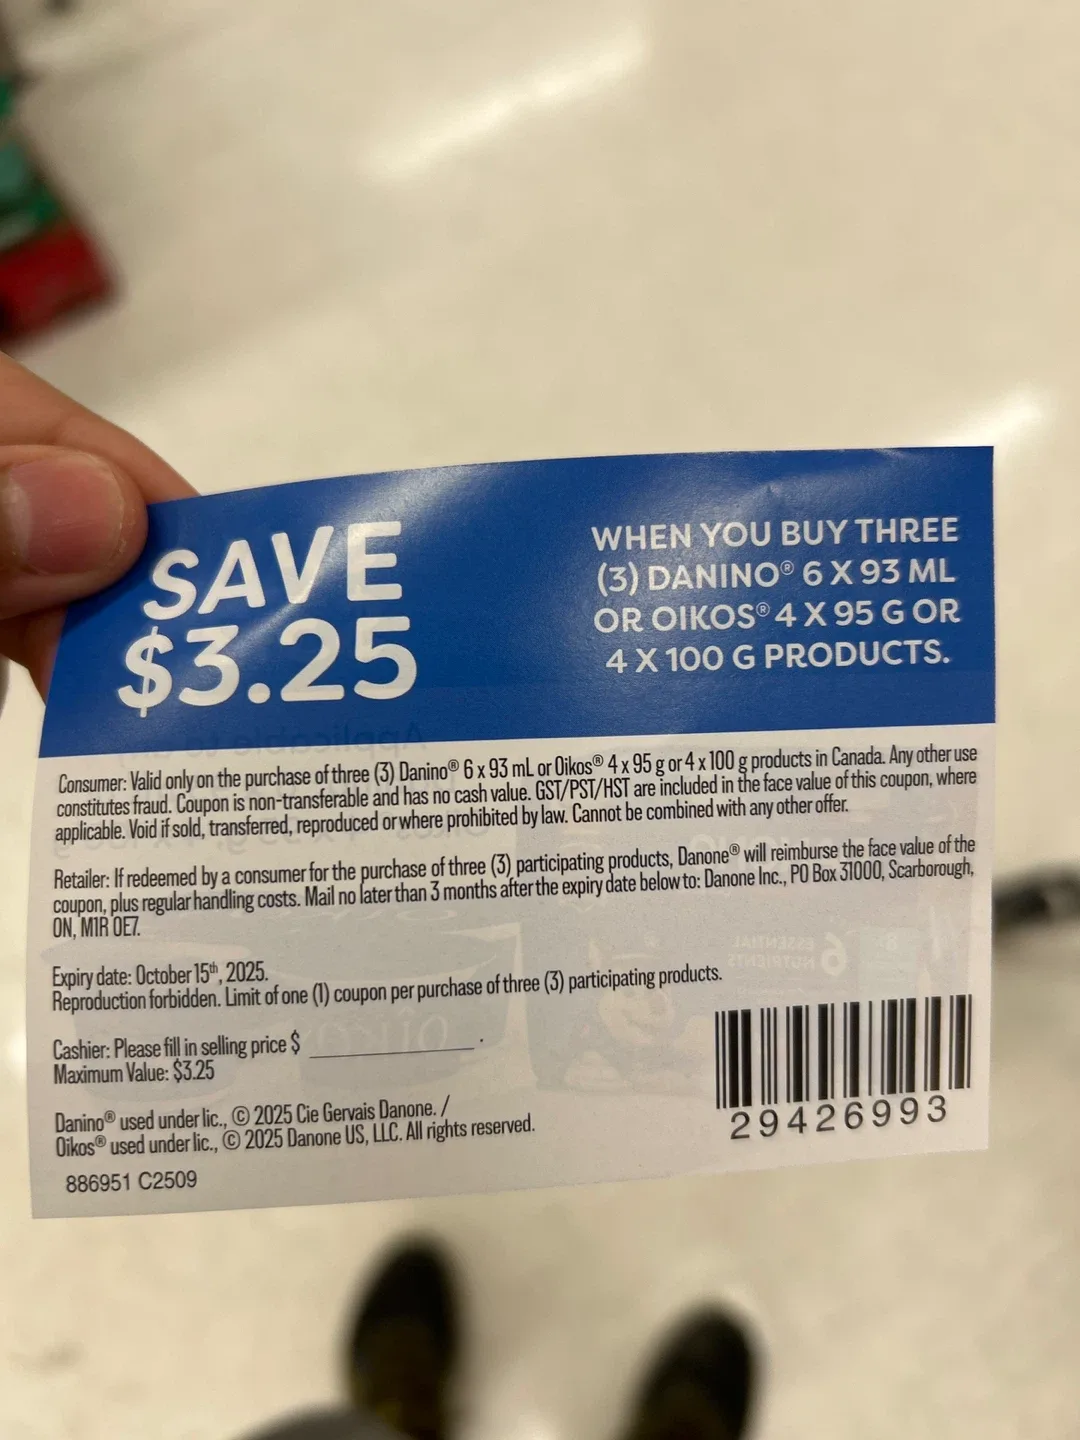 SAVE
$3.25
WHEN YOU BUY THREE
(3) DANINO® 6 X 93 ML
OR OIKOS® 4 X 95 G OR
4 X 100 G PRODUCTS.
Consumer: Valid only on the purchase of three (3) Danino® 6 x 93 mL or Oikos® 4 x 95 g or 4 x 100 g products in Canada. Any other use
constitutes fraud. Coupon is non-transferable and has no cash value. GST/PST/HST are included in the face value of this coupon, where
applicable. Void if sold, transferred, reproduced or where prohibited by law. Cannot be combined with any other offer.
Retailer: If redeemed by a consumer for the purchase of three (3) participating products, Danone® will reimburse the face value of the
coupon, plus regular handling costs. Mail no later than 3 months after the expiry date below to: Danone Inc., PO Box 31000, Scarborough,
ON, M1R 0E7.
Expiry date: October 15th, 2025.
Reproduction forbidden. Limit of one (1) coupon per purchase of three (3) participating products.
Cashier: Please fill in selling price $ ____________.
Maximum Value: $3.25
Danino® used under lic., © 2025 Cie Gervais Danone. /
Oikos® used under lic., © 2025 Danone US, LLC. All rights reserved.
886951 C2509
29426993